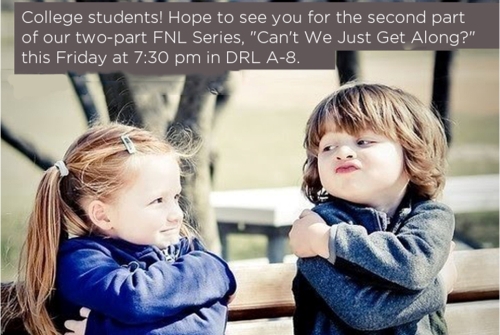 College students! Hope to see you for the second part
of our two-part FNL Series, "Can't We Just Get Along?"
this Friday at 7:30 pm in DRL A-8.